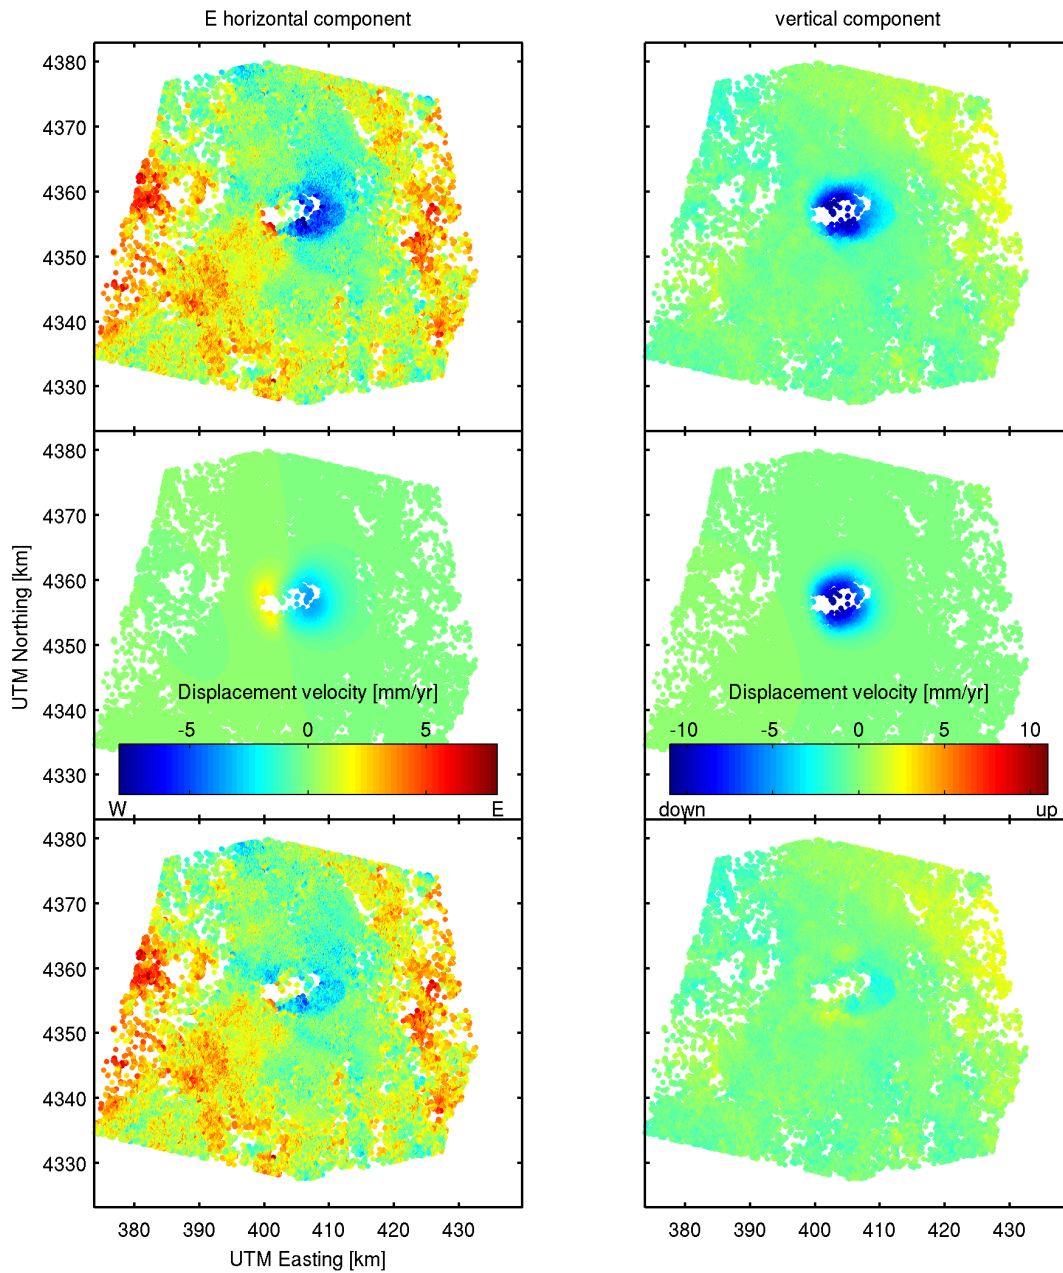 E horizontal component
vertical component
4380
4370
4360
4350
4340
4330
4380
4370
4360
4350
4340
4330
UTM Northing [km]
Displacement velocity [mm/yr]
-5 0 5
W E
Displacement velocity [mm/yr]
-10 -5 0 5 10
down up
4380
4370
4360
4350
4340
4330
380 390 400 410 420 430
380 390 400 410 420 430
UTM Easting [km]